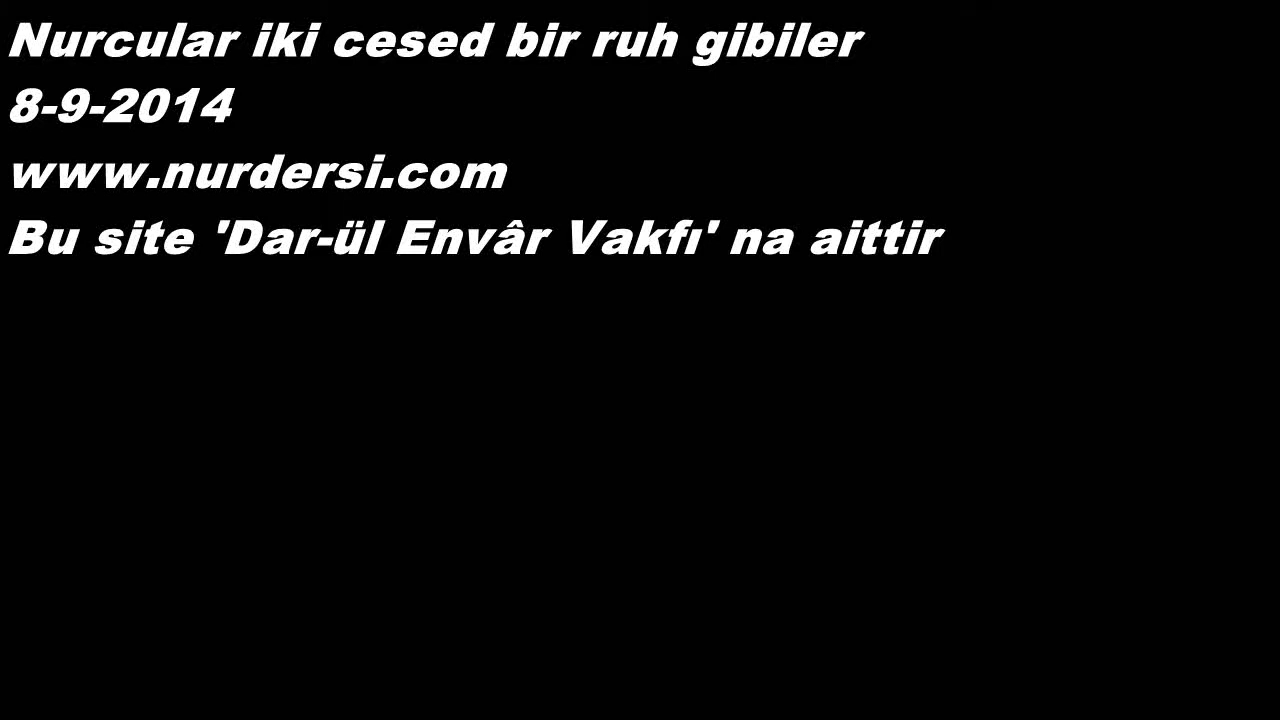 Nurcular iki cesed bir ruh gibiler
8-9-2014
www.nurdersi.com
Bu site 'Dar-ül Envâr Vakfı' na aittir